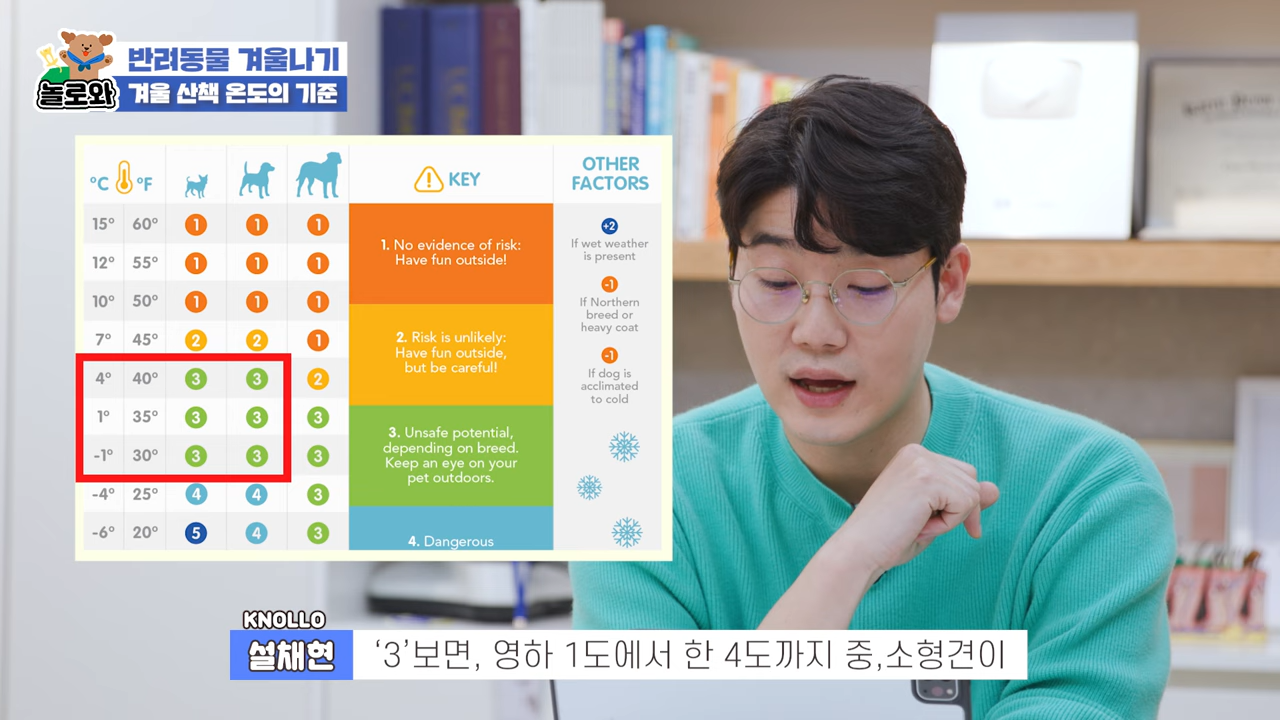 반려동물 겨울나기
놀로와
겨울 산책 온도의 기준
°C °F
KEY
OTHER
FACTORS
15° 60° 1 1 1
12° 55° 1 1 1
10° 50° 1 1 1
7° 45° 2 2 1
4° 40° 3 3 2
1° 35° 3 3 3
-1° 30° 3 3 3
-4° 25° 4 4 3
-6° 20° 5 4 3
1. No evidence of risk:
Have fun outside!
2. Risk is unlikely:
Have fun outside,
but be careful!
3. Unsafe potential,
depending on breed.
Keep an eye on your
pet outdoors.
4. Dangerous
+2
If wet weather
is present
-1
If Northern
breed or
heavy coat
-1
If dog is
acclimated
to cold
KNOLLO
설채현
‘3’보면, 영하 1도에서 한 4도까지 중,소형견이